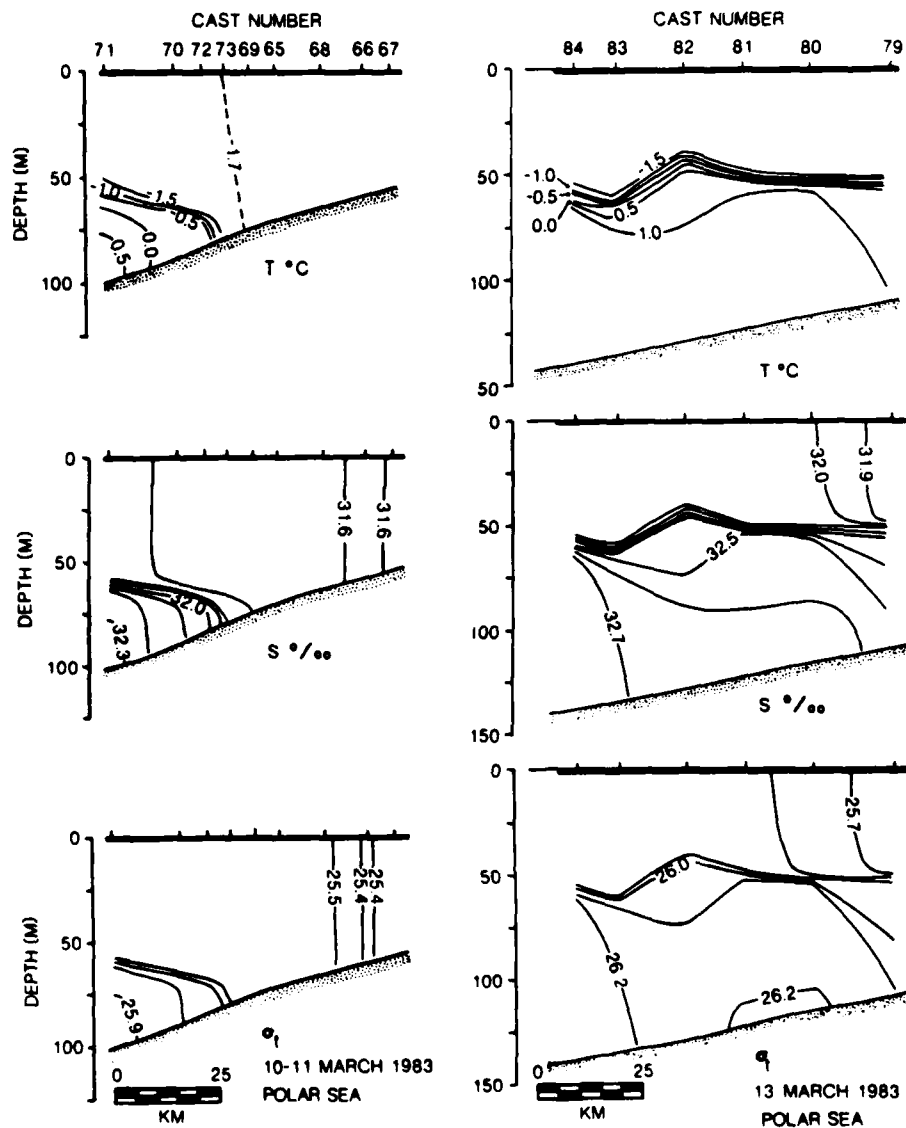 CAST NUMBER
71 70 72 73 69 65 68 66 67
0
50
100
DEPTH (M)
-1.0
-1.5
-0.5
0.0
0.5
-1.7
T °C
CAST NUMBER
84 83 82 81 80 79
0
50
100
50
DEPTH (M)
-1.0
-0.5
0.0
-1.5
0.5
1.0
T °C
0
50
100
DEPTH (M)
32.0
32.3
31.6
31.6
S °/oo
0
50
100
150
DEPTH (M)
32.0
31.9
32.5
32.7
S °/oo
0
50
100
DEPTH (M)
25.9
25.5
25.4
25.4
σt
10-11 MARCH 1983
POLAR SEA
0 25
KM
0
50
100
150
25.7
26.0
26.2
26.2
σt
0 25
KM
13 MARCH 1983
POLAR SEA